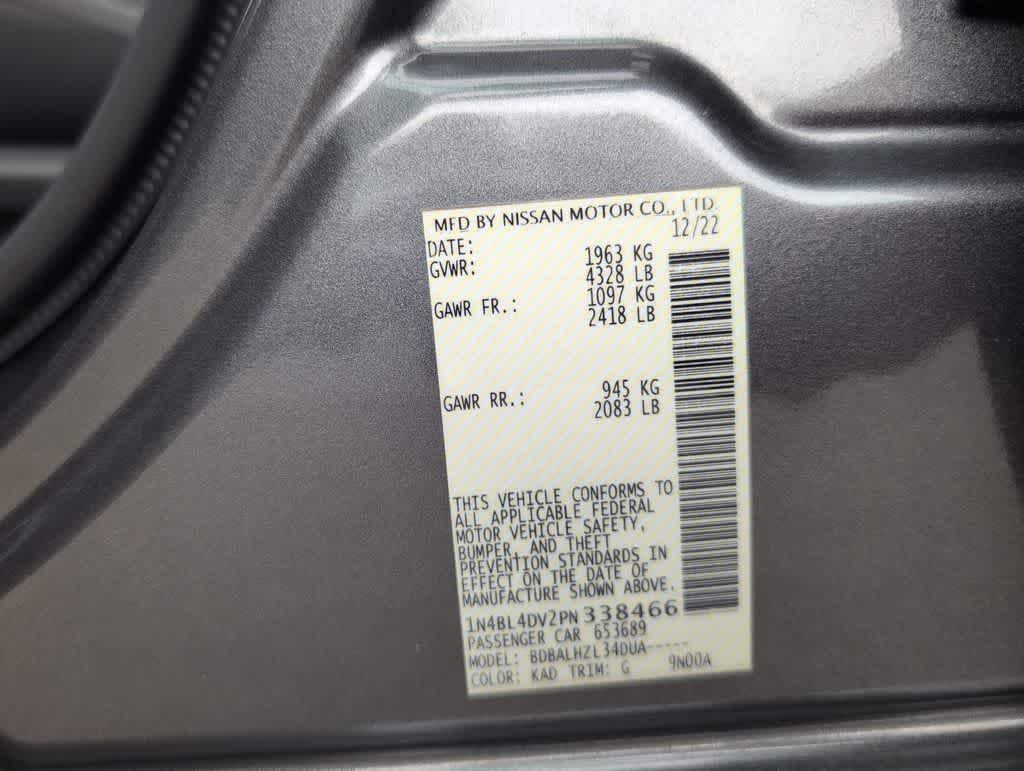 MFD BY NISSAN MOTOR CO., LTD.
DATE: 12/22
GVWR: 1963 KG
4328 LB
GAWR FR.: 1097 KG
2418 LB
GAWR RR.: 945 KG
2083 LB
THIS VEHICLE CONFORMS TO
ALL APPLICABLE FEDERAL
MOTOR VEHICLE SAFETY,
BUMPER, AND THEFT
PREVENTION STANDARDS IN
EFFECT ON THE DATE OF
MANUFACTURE SHOWN ABOVE.
1N4BL4DV2PN338466
PASSENGER CAR 653689
MODEL: BDBALHZL34DUA-----
COLOR: KAD TRIM: G 9N00A